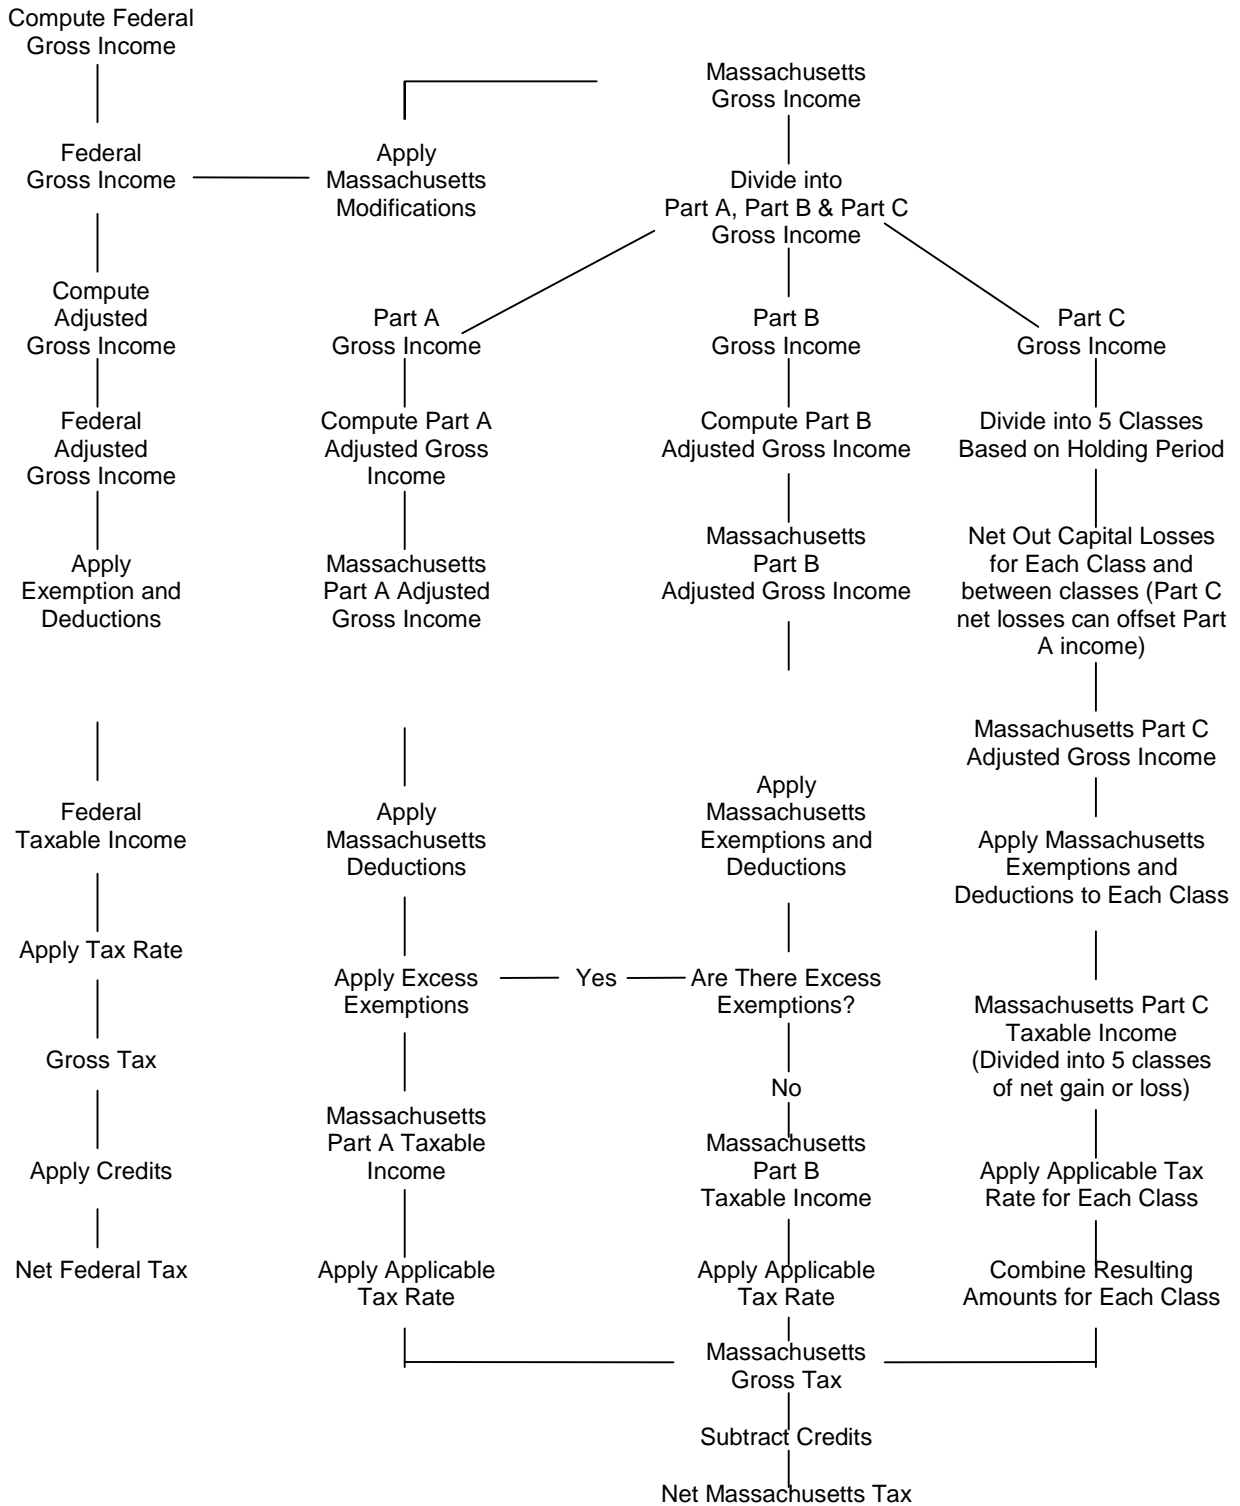 Compute Federal
Gross Income
Massachusetts
Gross Income
Federal
Gross Income
Apply
Massachusetts
Modifications
Divide into
Part A, Part B & Part C
Gross Income
Compute
Adjusted
Gross Income
Part A
Gross Income
Part B
Gross Income
Part C
Gross Income
Federal
Adjusted
Gross Income
Compute Part A
Adjusted Gross
Income
Compute Part B
Adjusted Gross Income
Divide into 5 Classes
Based on Holding Period
Apply
Exemption and
Deductions
Massachusetts
Part A Adjusted
Gross Income
Massachusetts
Part B
Adjusted Gross Income
Net Out Capital Losses
for Each Class and
between classes (Part C
net losses can offset Part
A income)
Massachusetts Part C
Adjusted Gross Income
Federal
Taxable Income
Apply
Massachusetts
Deductions
Apply
Massachusetts
Exemptions and
Deductions
Apply Massachusetts
Exemptions and
Deductions to Each Class
Apply Tax Rate
Apply Excess
Exemptions
Yes
Are There Excess
Exemptions?
Massachusetts Part C
Taxable Income
(Divided into 5 classes
of net gain or loss)
Gross Tax
No
Massachusetts
Part A Taxable
Income
Massachusetts
Part B
Taxable Income
Apply Credits
Apply Applicable Tax
Rate for Each Class
Net Federal Tax
Apply Applicable
Tax Rate
Apply Applicable
Tax Rate
Combine Resulting
Amounts for Each Class
Massachusetts
Gross Tax
Subtract Credits
Net Massachusetts Tax